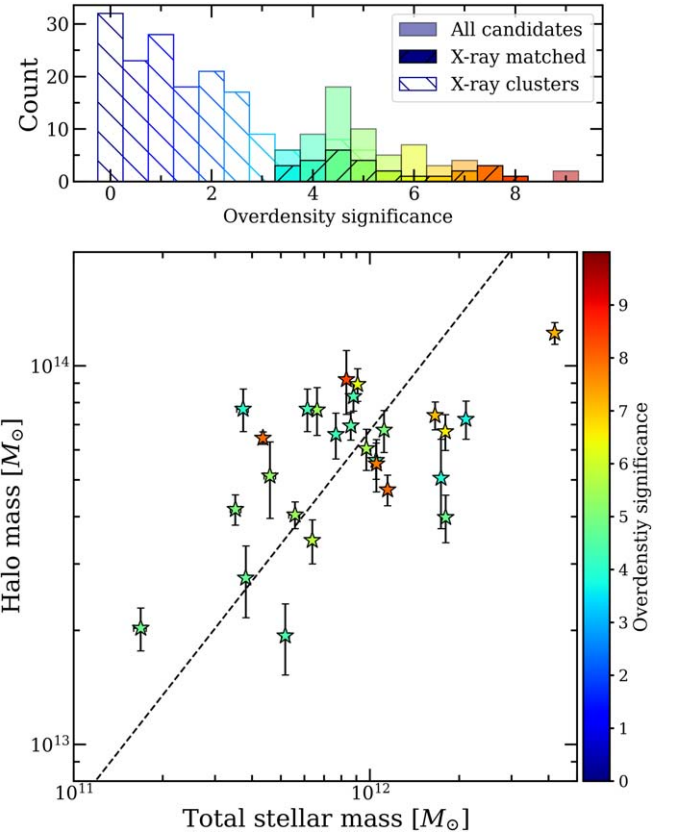 30
20
10
0
Count
All candidates
X-ray matched
X-ray clusters
0 2 4 6 8
Overdensity significance
10¹⁴
10¹³
Halo mass [M⊙]
10¹¹ 10¹²
Total stellar mass [M⊙]
9
8
7
6
5
4
3
2
1
0
Overdenstiy significance